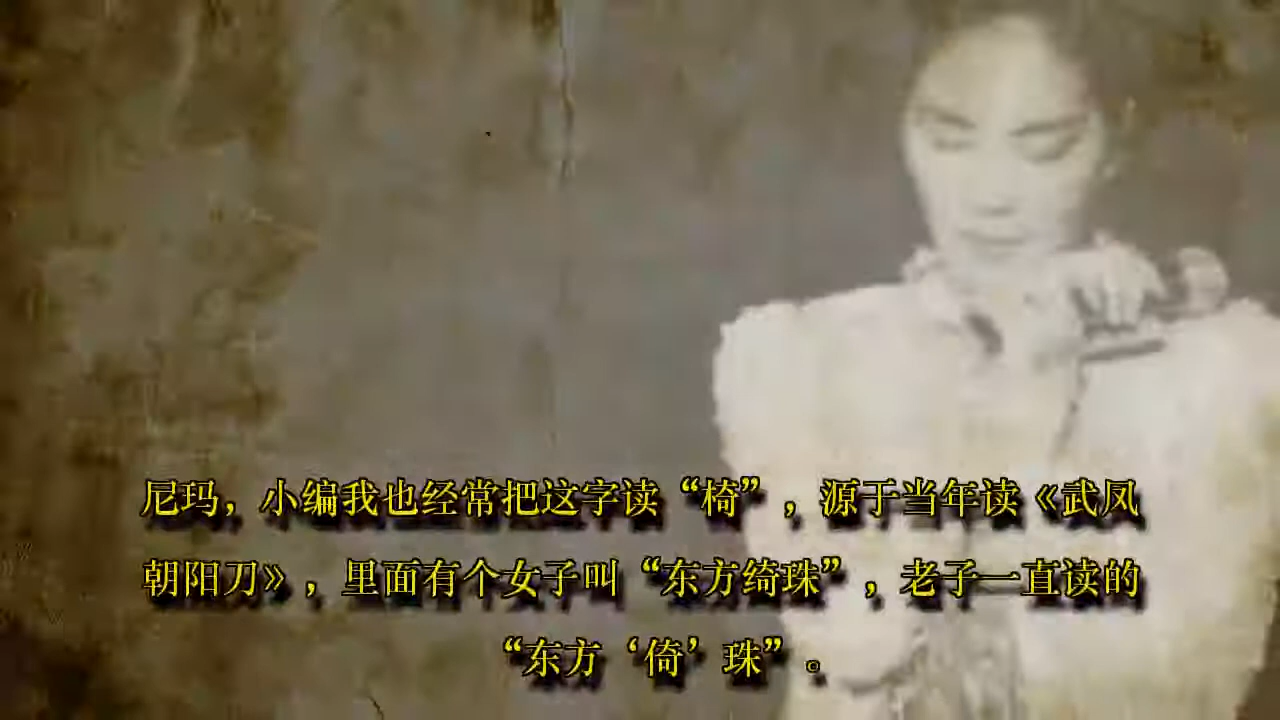 尼玛，小编我也经常把这字读“椅”，源于当年读《武凤
朝阳刀》，里面有个女子叫“东方绮珠”，老子一直读的
“东方‘倚’珠”。